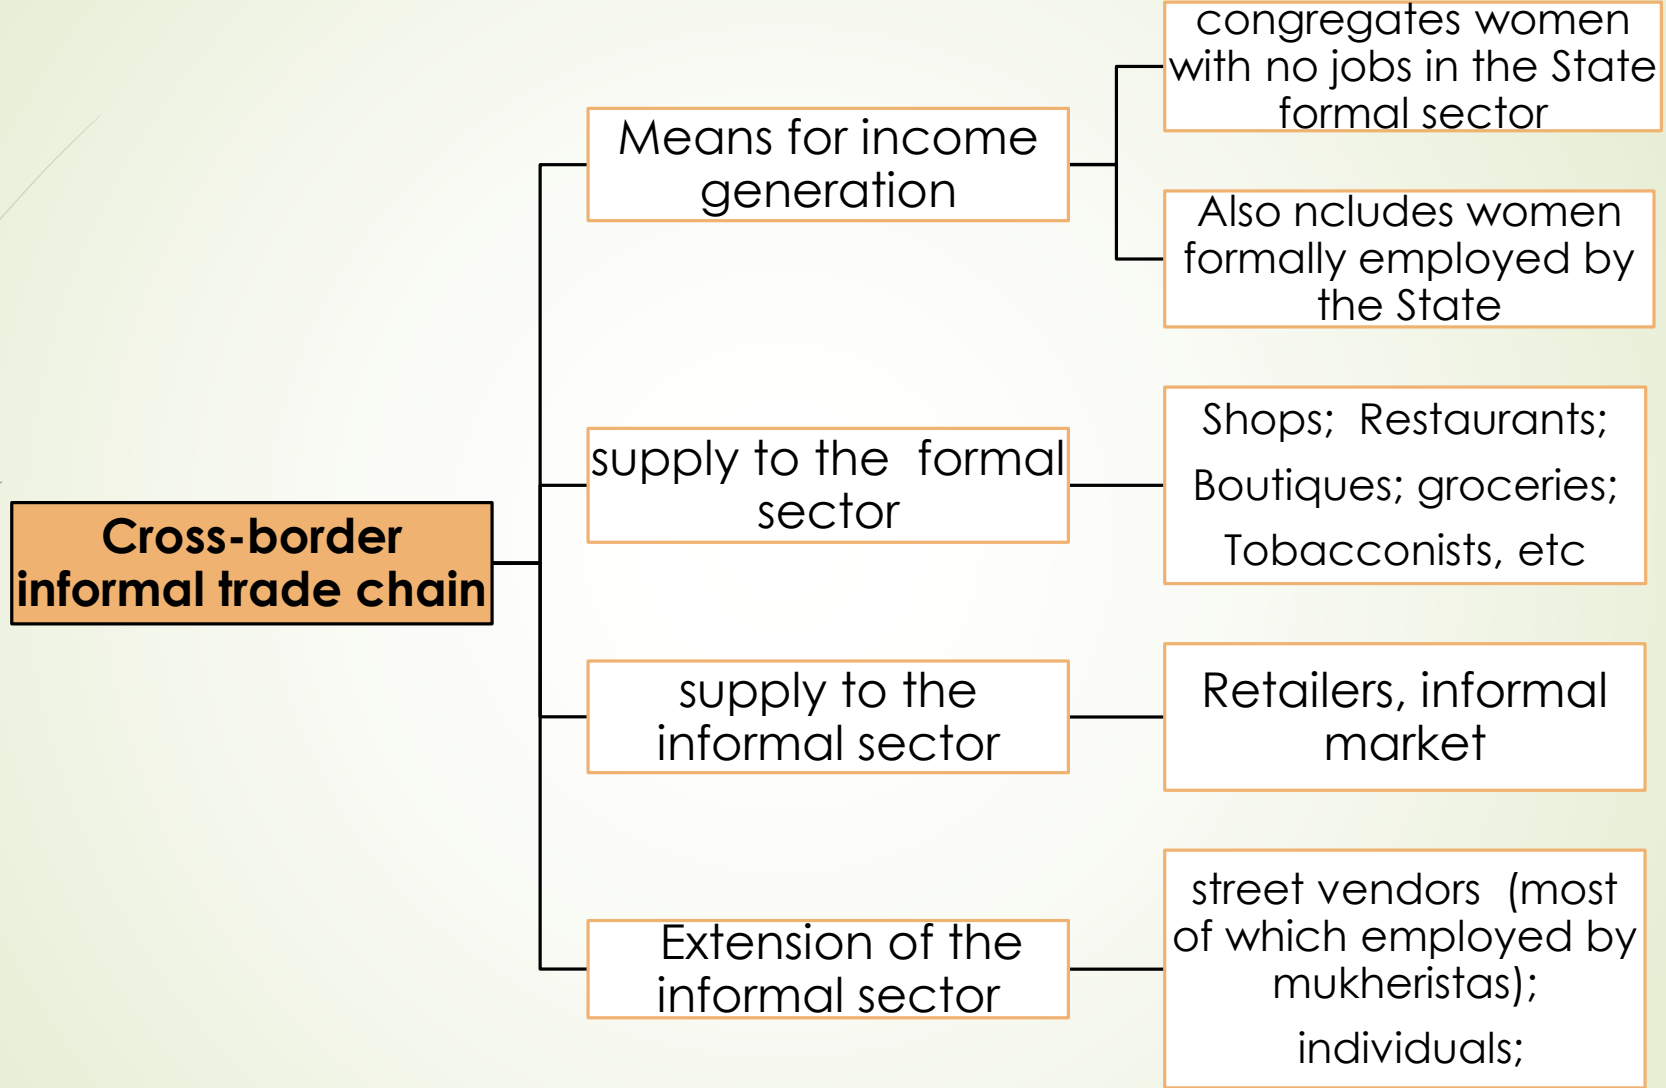 Cross-border
informal trade chain
Means for income
generation
congregates women
with no jobs in the State
formal sector
Also ncludes women
formally employed by
the State
supply to the  formal
sector
Shops;  Restaurants;
Boutiques; groceries;
Tobacconists, etc
supply to the
informal sector
Retailers, informal
market
Extension of the
informal sector
street vendors  (most
of which employed by
mukheristas);
individuals;